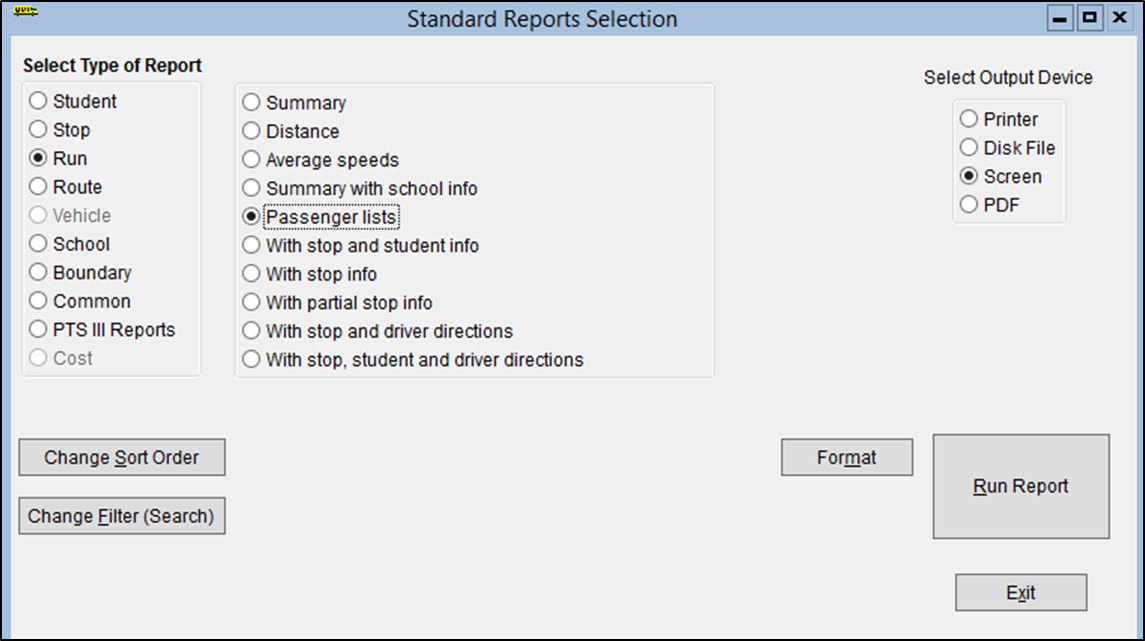 Standard Reports Selection
Select Type of Report
Student
Stop
Run
Route
Vehicle
School
Boundary
Common
PTS III Reports
Cost
Summary
Distance
Average speeds
Summary with school info
Passenger lists
With stop and student info
With stop info
With partial stop info
With stop and driver directions
With stop, student and driver directions
Select Output Device
Printer
Disk File
Screen
PDF
Change Sort Order
Change Filter (Search)
Format
Run Report
Exit